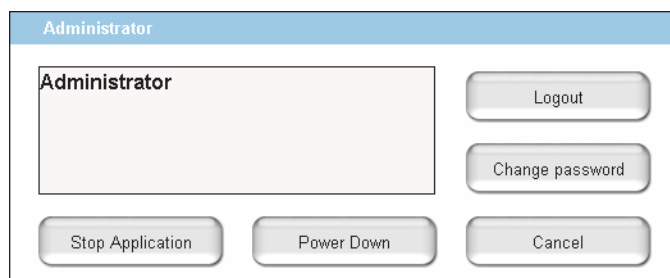 Administrator
Administrator
Logout
Change password
Stop Application
Power Down
Cancel